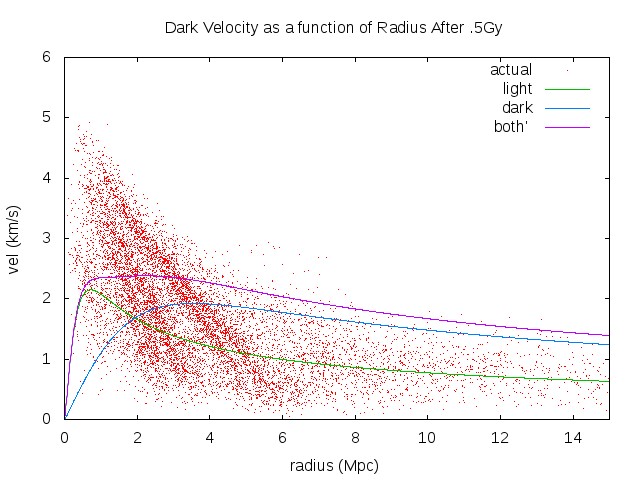 Dark Velocity as a function of Radius After .5Gy
6
actual
light
5
dark
both'
4
3
vel (km/s)
2
1
0
0 2 4 6 8 10 12 14
radius (Mpc)